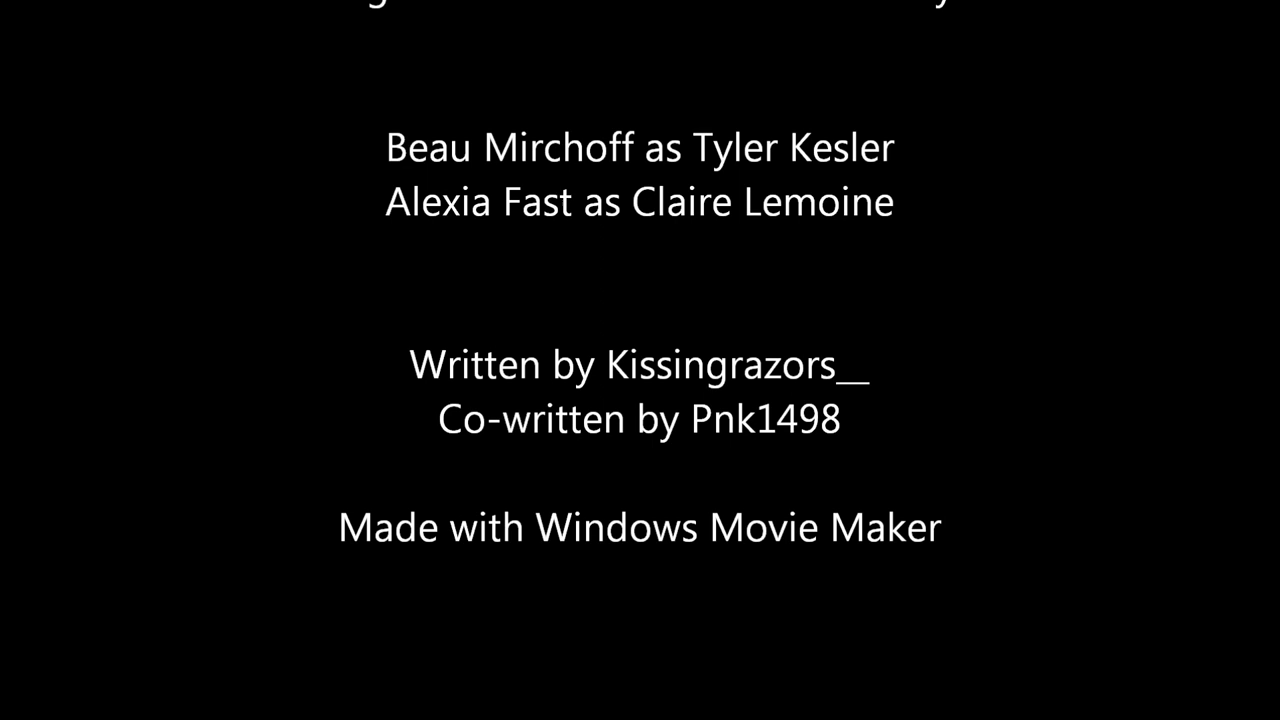 Beau Mirchoff as Tyler Kesler
Alexia Fast as Claire Lemoine
Written by Kissingrazors__
Co-written by Pnk1498
Made with Windows Movie Maker